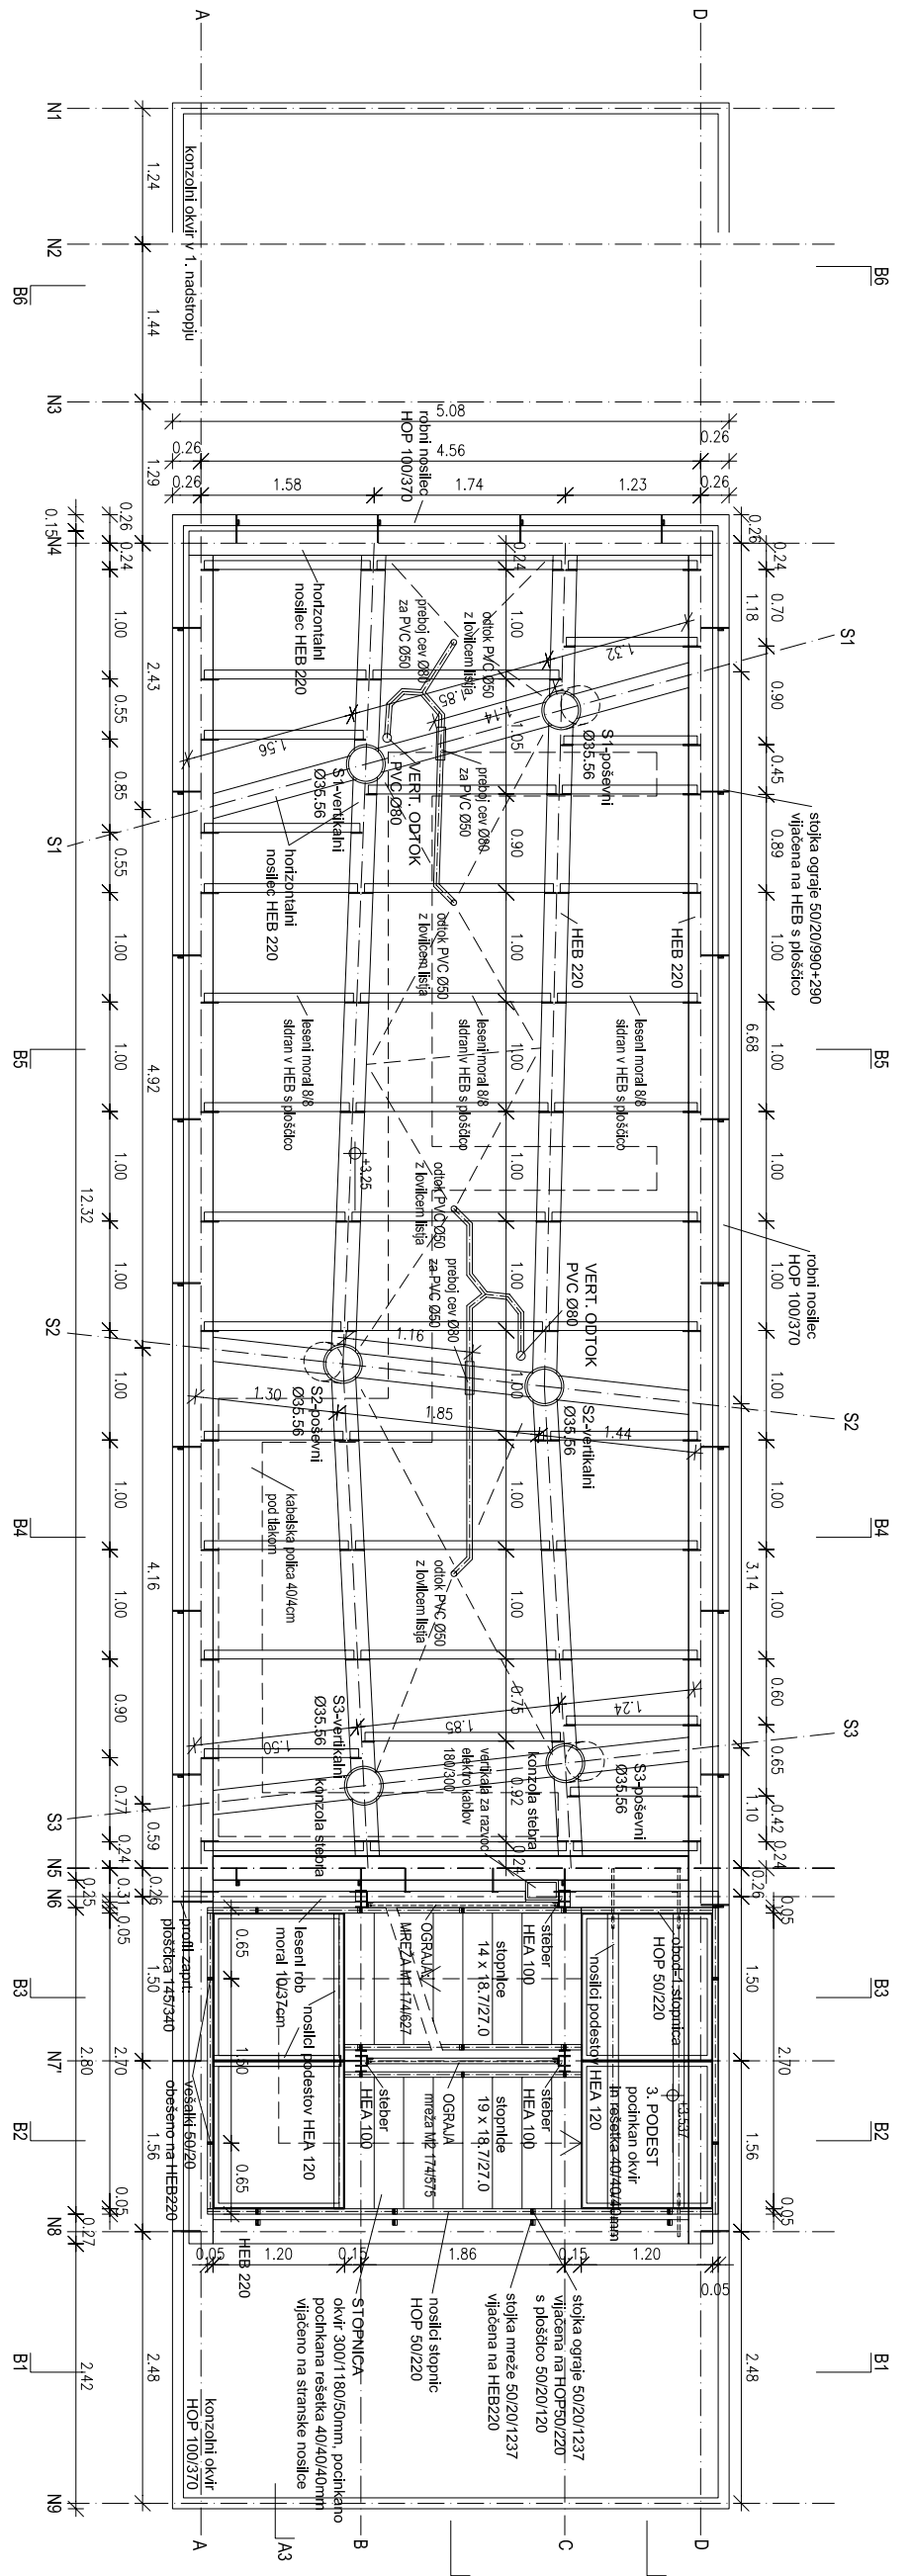 A
D
N1
N2
N3
N4
N5
N6
N7'
N8
N9
1.24
1.44
1.29
konzolni okvir v 1. nadstropju
B6
B6
5.08
0.26
4.56
0.26
0.26
1.58
1.74
1.23
0.26
robni nosilec
HOP 100/370
0.15
0.26
0.24
1.00
0.55
0.85
0.55
1.00
1.00
1.00
1.00
1.00
1.00
1.00
0.90
0.77
0.24
2.43
4.92
4.16
0.59
12.32
0.26
0.24
0.70
0.90
0.45
0.89
1.00
1.00
1.00
1.00
1.00
1.00
1.00
0.60
0.65
0.42
0.24
1.18
6.68
3.14
1.10
0.26
0.24
1.00
1.05
0.90
1.00
1.00
1.00
1.00
1.00
1.00
0.75
0.92
0.24
horizontalni
nosilec HEB 220
preboj cev Ø80
za PVC Ø50
odtok PVC Ø50
z lovilcem listja
S1
S1
1.32
1.85
1.14
1.56
S1-poševni
Ø35.56
S1-vertikalni
Ø35.56
VERT. ODTOK
PVC Ø80
preboj cev Ø80
za PVC Ø50
horizontalni
nosilec HEB 220
stojka ograje 50/20/990+290
vijačena na HEB s ploščico
HEB 220
HEB 220
odtok PVC Ø50
z lovilcem listja
leseni moral 8/8
sidran v HEB s ploščico
leseni moral 8/8
sidran v HEB s ploščico
leseni moral 8/8
sidran v HEB s ploščico
B5
B5
+3.25
odtok PVC Ø50
z lovilcem listja
preboj cev Ø80
za PVC Ø50
VERT. ODTOK
PVC Ø80
robni nosilec
HOP 100/370
S2
S2
1.16
1.30
1.85
1.44
S2-poševni
Ø35.56
S2-vertikalni
Ø35.56
kabelska polica 40/4cm
pod tlakom
B4
B4
odtok PVC Ø50
z lovilcem listja
S3
S3
1.24
1.85
1.50
S3-vertikalni
Ø35.56
S3-poševni
Ø35.56
konzola stebra
konzola stebra
vertikala za razvod
elektro kablov
180/300
0.25
0.31
0.05
0.26
1.50
1.56
2.80
2.70
0.05
0.27
2.48
2.42
0.65
1.50
0.65
0.05
1.50
2.70
1.56
0.05
2.48
profil zaprt:
ploščica 145/340
leseni rob
moral 10/37cm
nosilci podestov HEA 120
vešalki 50/20
obešeno na HEB220
OGRAJA:
MREŽA M1 174/627
stopnice
14 x 18.7/27.0
steber
HEA 100
nosilci podestov HEA 120
obod-1.stopnica
HOP 50/220
B3
B3
steber
HEA 100
OGRAJA
mreža M2 174/575
stopnice
19 x 18.7/27.0
steber
HEA 100
+3.537
3. PODEST
pocinkan okvir
in rešetka 40/40/40mm
B2
B2
0.05
1.20
0.15
1.86
0.15
1.20
0.05
HEB 220
STOPNICA
okvir 300/1180/50mm, pocinkano
pocinkana rešetka 40/40/40mm
vijačeno na stranske nosilce
nosilci stopnic
HOP 50/220
stojka mreže 50/20/1237
vijačena na HEB220
stojka ograje 50/20/1237
vijačena na HOP50/220
s ploščico 50/20/120
B1
B1
konzolni okvir
HOP 100/370
A3
A
B
C
D